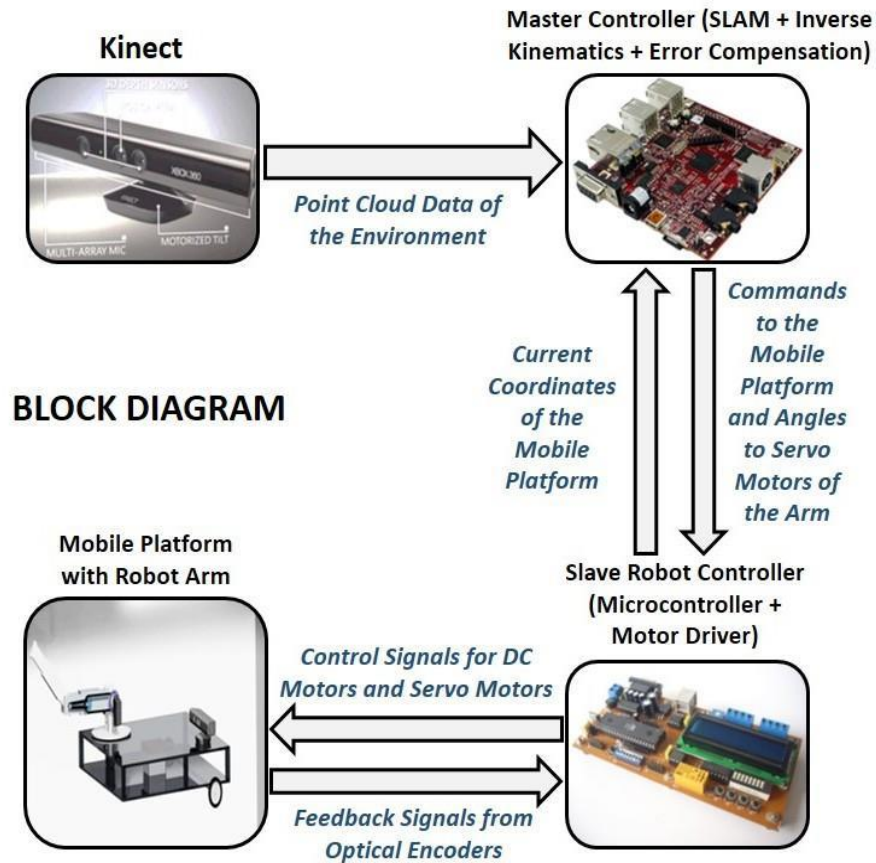 Kinect
Master Controller (SLAM + Inverse
Kinematics + Error Compensation)
XBOX360
MULTI-ARRAY MIC
MOTORIZED TILT
Point Cloud Data of
the Environment
Current
Coordinates
of the
Mobile
Platform
Commands
to the
Mobile
Platform
and Angles
to Servo
Motors of
the Arm
BLOCK DIAGRAM
Mobile Platform
with Robot Arm
Slave Robot Controller
(Microcontroller +
Motor Driver)
Control Signals for DC
Motors and Servo Motors
Feedback Signals from
Optical Encoders